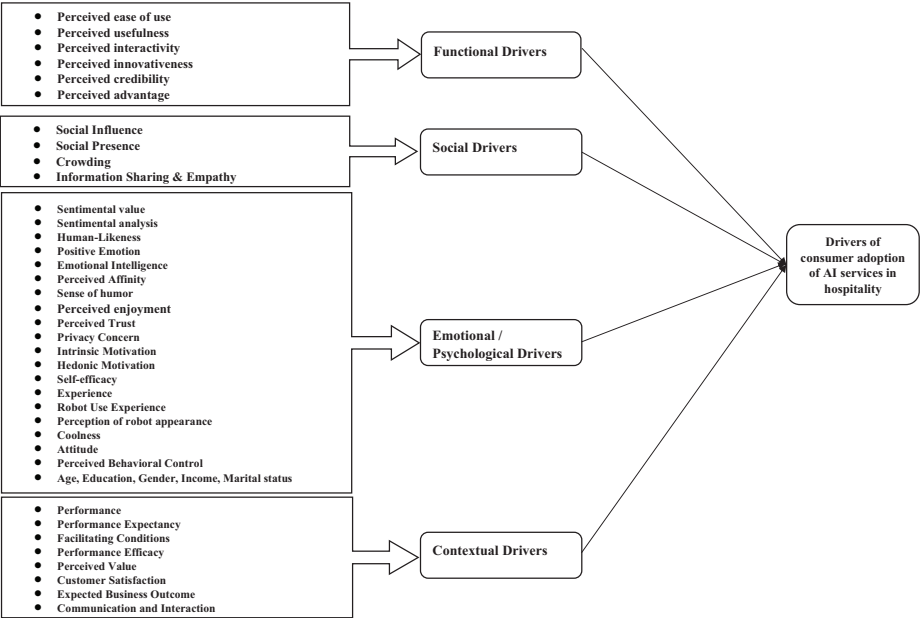 ● Perceived ease of use
● Perceived usefulness
● Perceived interactivity
● Perceived innovativeness
● Perceived credibility
● Perceived advantage
Functional Drivers
● Social Influence
● Social Presence
● Crowding
● Information Sharing & Empathy
Social Drivers
● Sentimental value
● Sentimental analysis
● Human-Likeness
● Positive Emotion
● Emotional Intelligence
● Perceived Affinity
● Sense of humor
● Perceived enjoyment
● Perceived Trust
● Privacy Concern
● Intrinsic Motivation
● Hedonic Motivation
● Self-efficacy
● Experience
● Robot Use Experience
● Perception of robot appearance
● Coolness
● Attitude
● Perceived Behavioral Control
● Age, Education, Gender, Income, Marital status
Emotional /
Psychological Drivers
● Performance
● Performance Expectancy
● Facilitating Conditions
● Performance Efficacy
● Perceived Value
● Customer Satisfaction
● Expected Business Outcome
● Communication and Interaction
Contextual Drivers
Drivers of
consumer adoption
of AI services in
hospitality